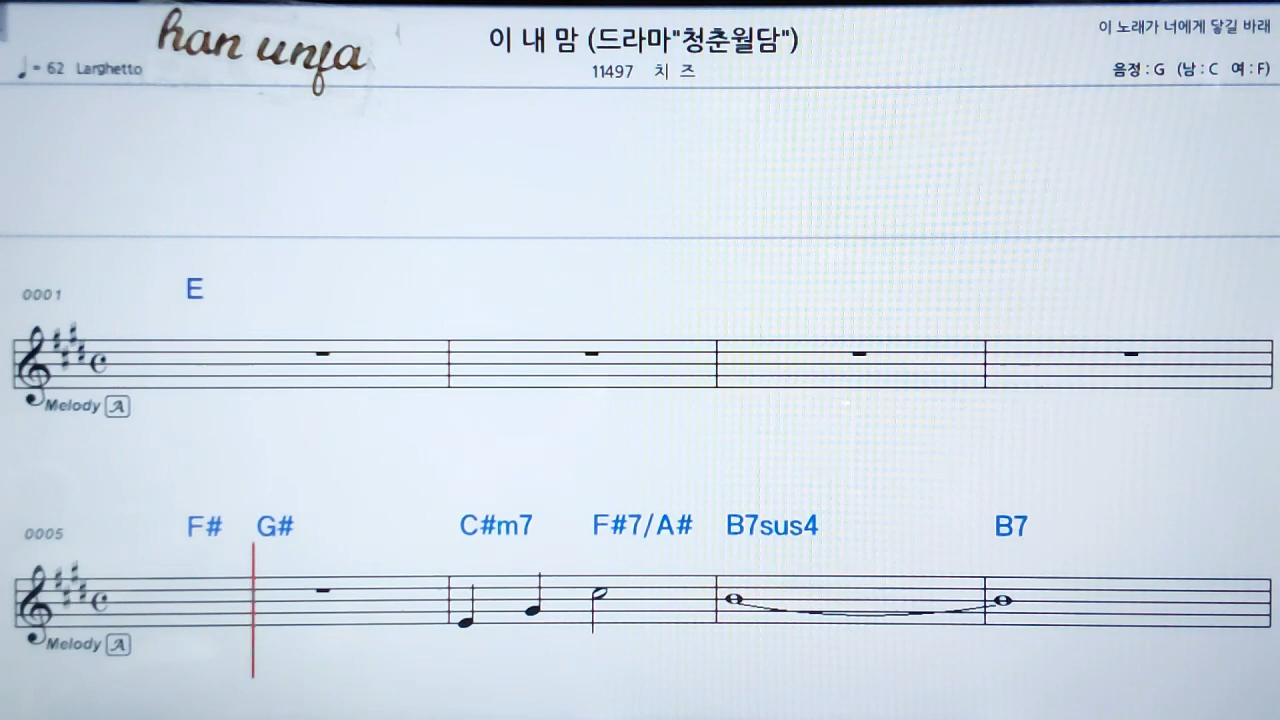 han unfa
이 내 맘 (드라마"청춘월담")
이 노래가 너에게 닿길 바래
♩= 62 Larghetto
11497 치 즈
음정 : G (남 : C 여 : F)
0001 E
Melody A
0005 F# G# C#m7 F#7/A# B7sus4 B7
Melody A